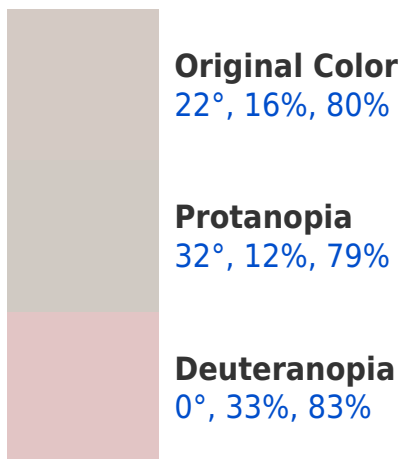 Original Color
22°, 16%, 80%
Protanopia
32°, 12%, 79%
Deuteranopia
0°, 33%, 83%